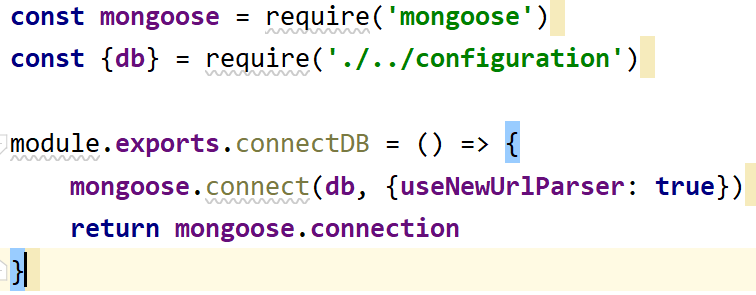 const mongoose = require('mongoose')
const {db} = require('./../configuration')
module.exports.connectDB = () => {
mongoose.connect(db, {useNewUrlParser: true})
return mongoose.connection
}